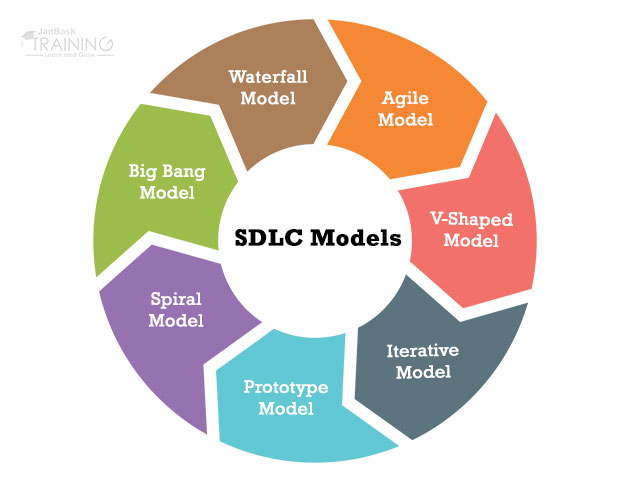 JanBask
TRAINING
Learn and Grow
Waterfall
Model
Agile
Model
Big Bang
Model
V-Shaped
Model
SDLC Models
Spiral
Model
Iterative
Model
Prototype
Model